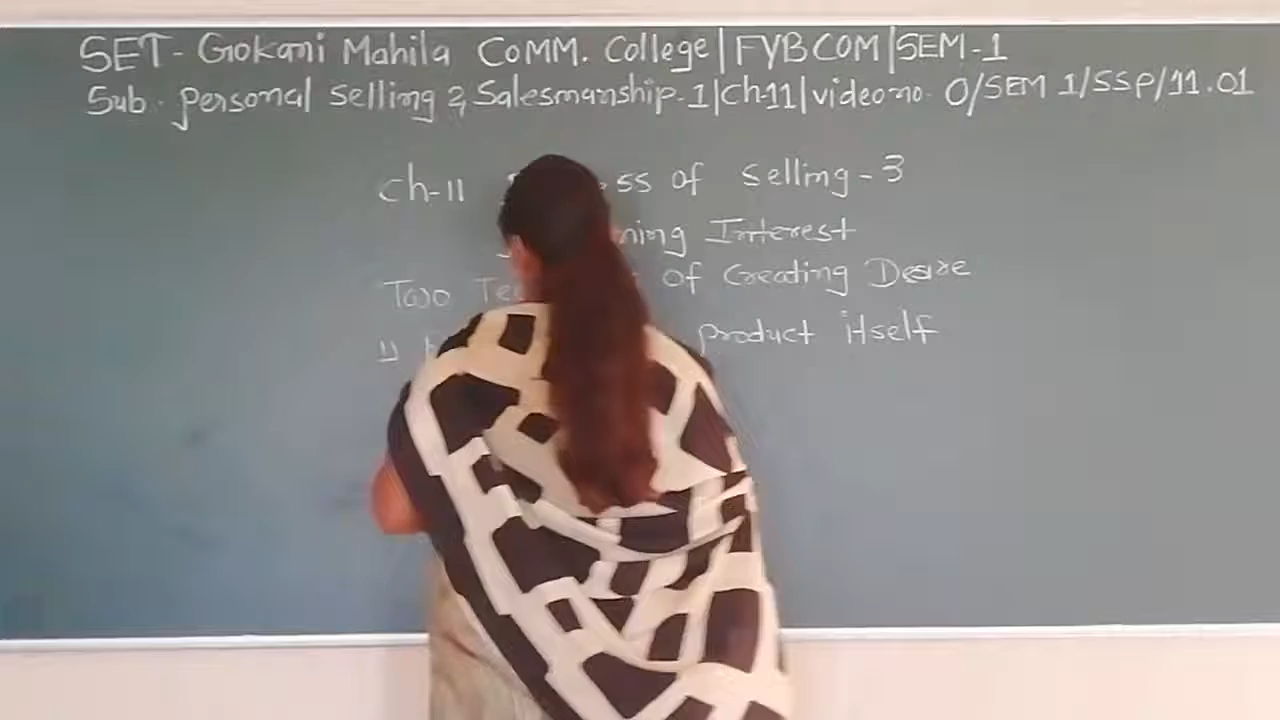 SET- Gokani Mahila COMM. College|FYBCOM|SEM-1
Sub. personal selling & Salesmanship-1|Ch-11|video no. O/SEM 1/SSP/11.01
Ch-11 of selling-3
Interest
Two of Creating Desire
1) product itself